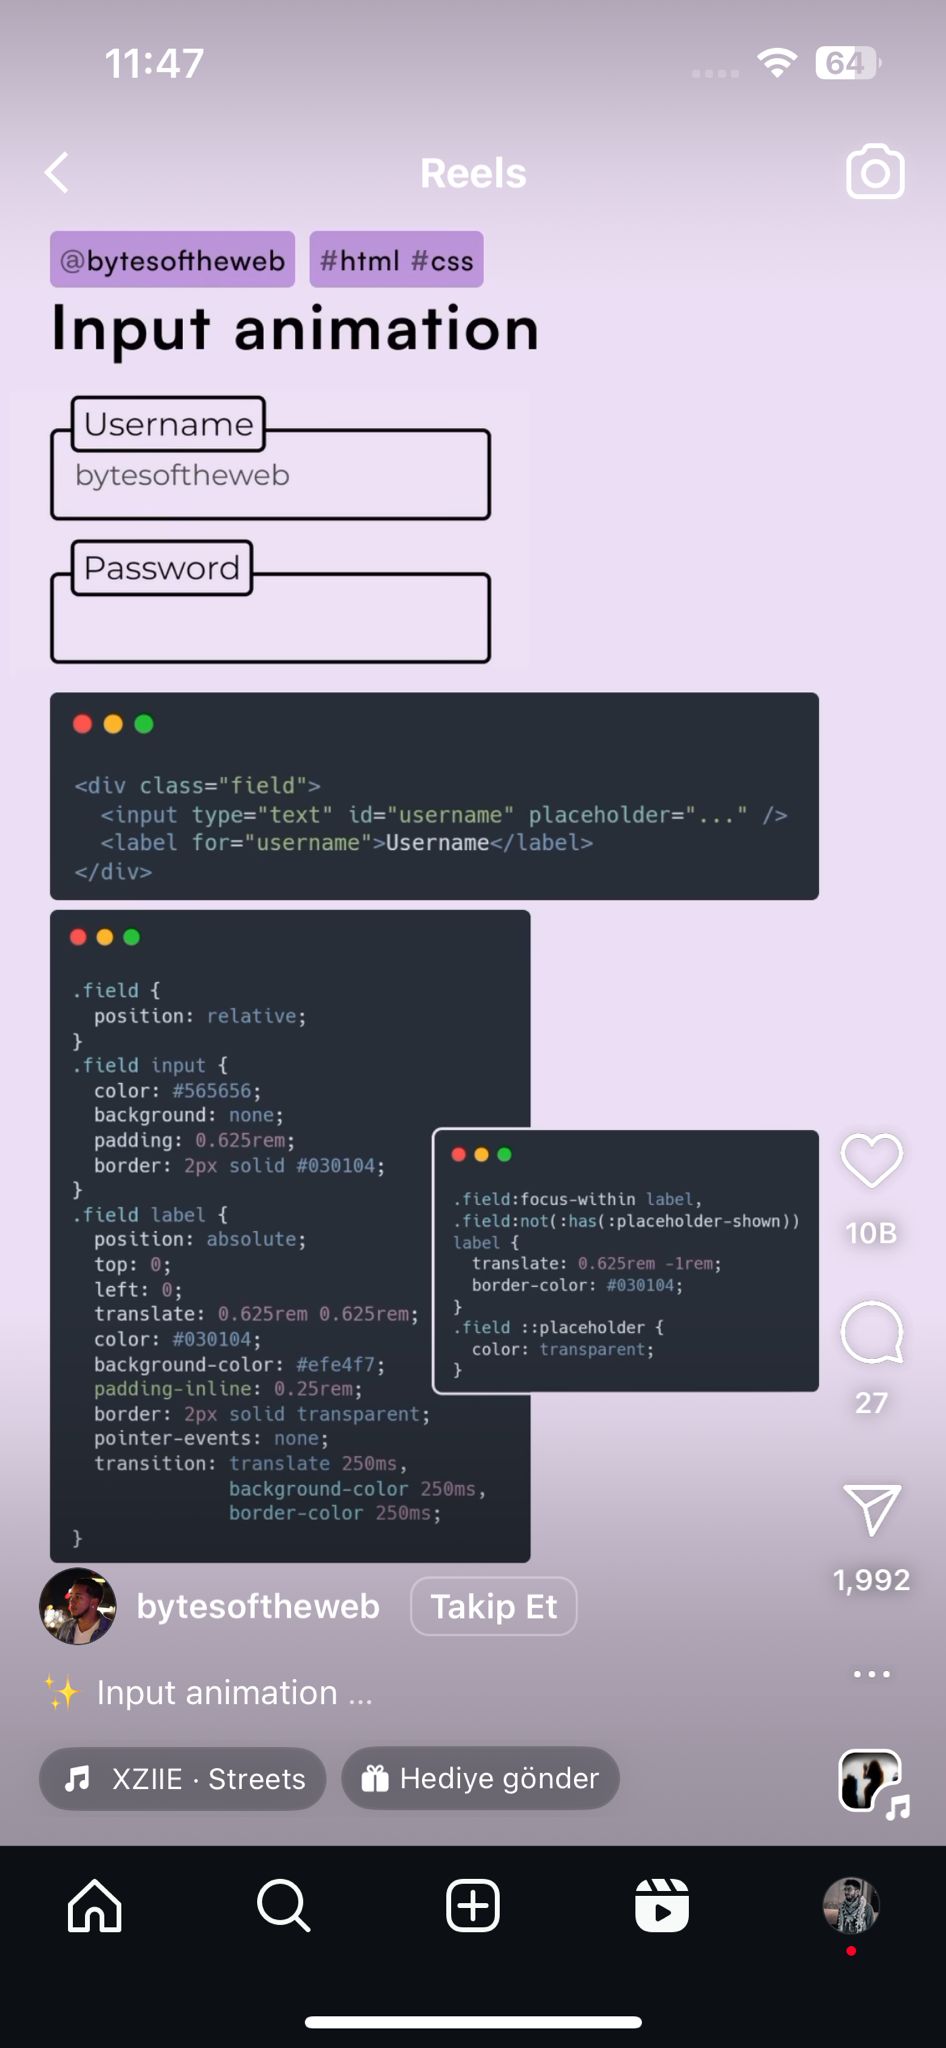 11:47
64
Reels
@bytesoftheweb #html #css
Input animation
Username
bytesoftheweb
Password
<div class="field">
  <input type="text" id="username" placeholder="..." />
  <label for="username">Username</label>
</div>
.field {
  position: relative;
}
.field input {
  color: #565656;
  background: none;
  padding: 0.625rem;
  border: 2px solid #030104;
}
.field label {
  position: absolute;
  top: 0;
  left: 0;
  translate: 0.625rem 0.625rem;
  color: #030104;
  background-color: #efe4f7;
  padding-inline: 0.25rem;
  border: 2px solid transparent;
  pointer-events: none;
  transition: translate 250ms,
              background-color 250ms,
              border-color 250ms;
}
.field:focus-within label,
.field:not(:has(:placeholder-shown))
label {
  translate: 0.625rem -1rem;
  border-color: #030104;
}
.field ::placeholder {
  color: transparent;
}
10B
27
1,992
bytesoftheweb Takip Et
✨ Input animation ...
XZIIE · Streets Hediye gönder